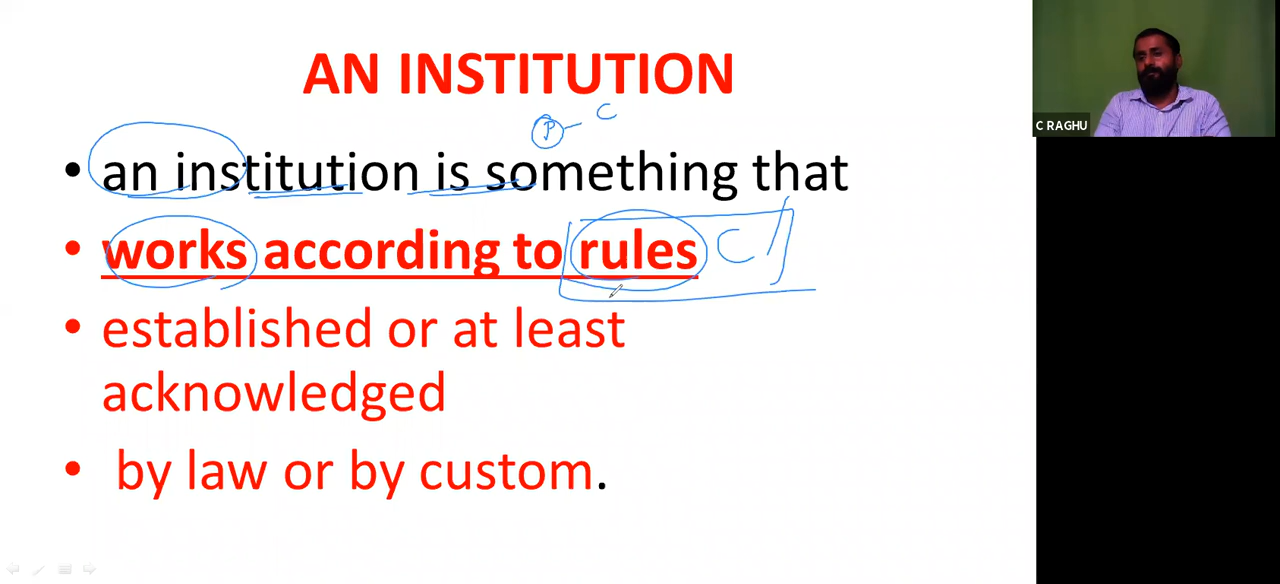 AN INSTITUTION
P - C
• an institution is something that
• works according to rules C
• established or at least
acknowledged
• by law or by custom.
C RAGHU